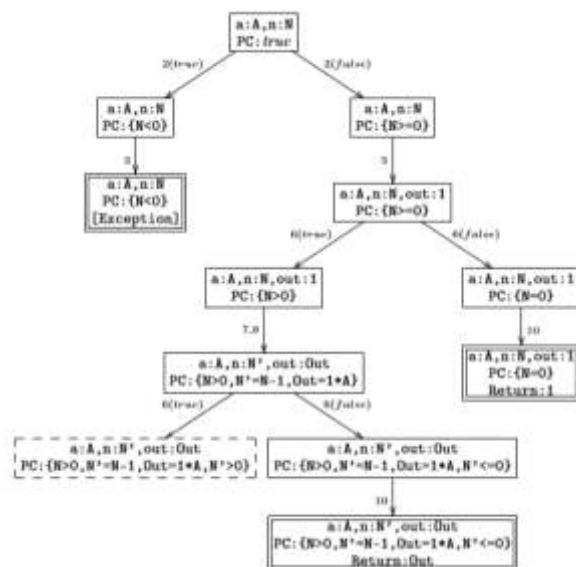 a:A,n:N
PC:true
2(true)
2(false)
a:A,n:N
PC:{N<0}
a:A,n:N
PC:{N>=0}
3
5
a:A,n:N
PC:{N<0}
[Exception]
a:A,n:N,out:1
PC:{N>=0}
6(true)
6(false)
a:A,n:N,out:1
PC:{N>0}
a:A,n:N,out:1
PC:{N=0}
7,8
10
a:A,n:N',out:Out
PC:{N>0,N'=N-1,Out=1*A}
a:A,n:N,out:1
PC:{N=0}
Return:1
6(true)
6(false)
a:A,n:N',out:Out
PC:{N>0,N'=N-1,Out=1*A,N'>0}
a:A,n:N',out:Out
PC:{N>0,N'=N-1,Out=1*A,N'<=0}
10
a:A,n:N',out:Out
PC:{N>0,N'=N-1,Out=1*A,N'<=0}
Return:Out